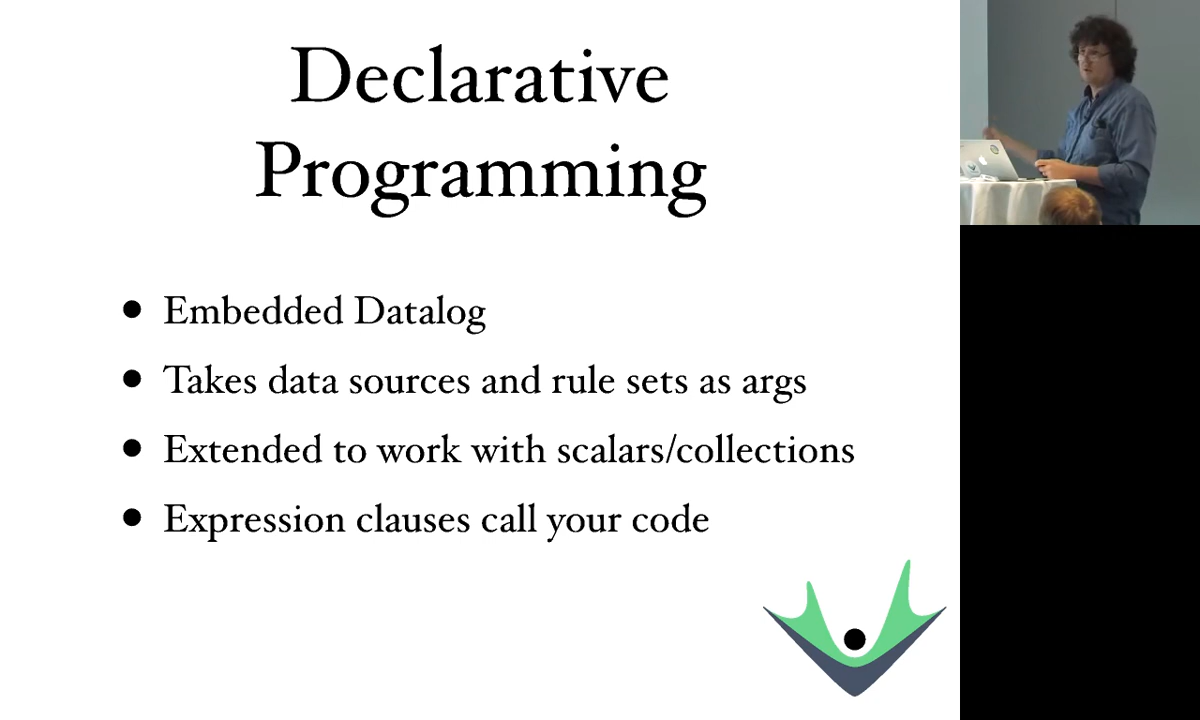 Declarative
Programming
• Embedded Datalog
• Takes data sources and rule sets as args
• Extended to work with scalars/collections
• Expression clauses call your code